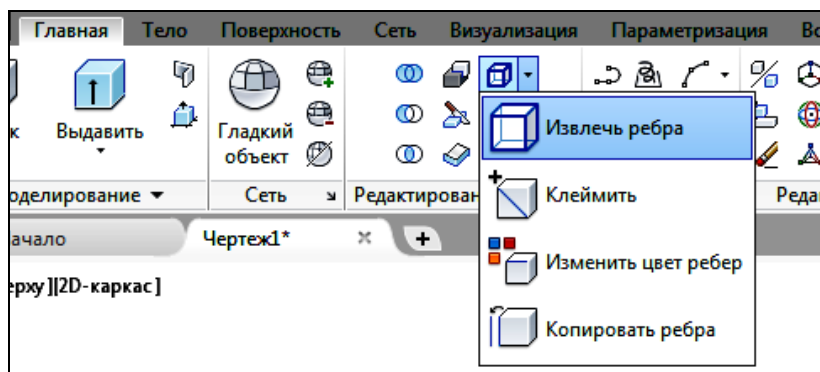 Главная Тело Поверхность Сеть Визуализация Параметризация
Выдавить
Гладкий
объект
Извлечь ребра
Клеймить
Изменить цвет ребер
Копировать ребра
Сеть
Чертеж1*
2D-каркас]